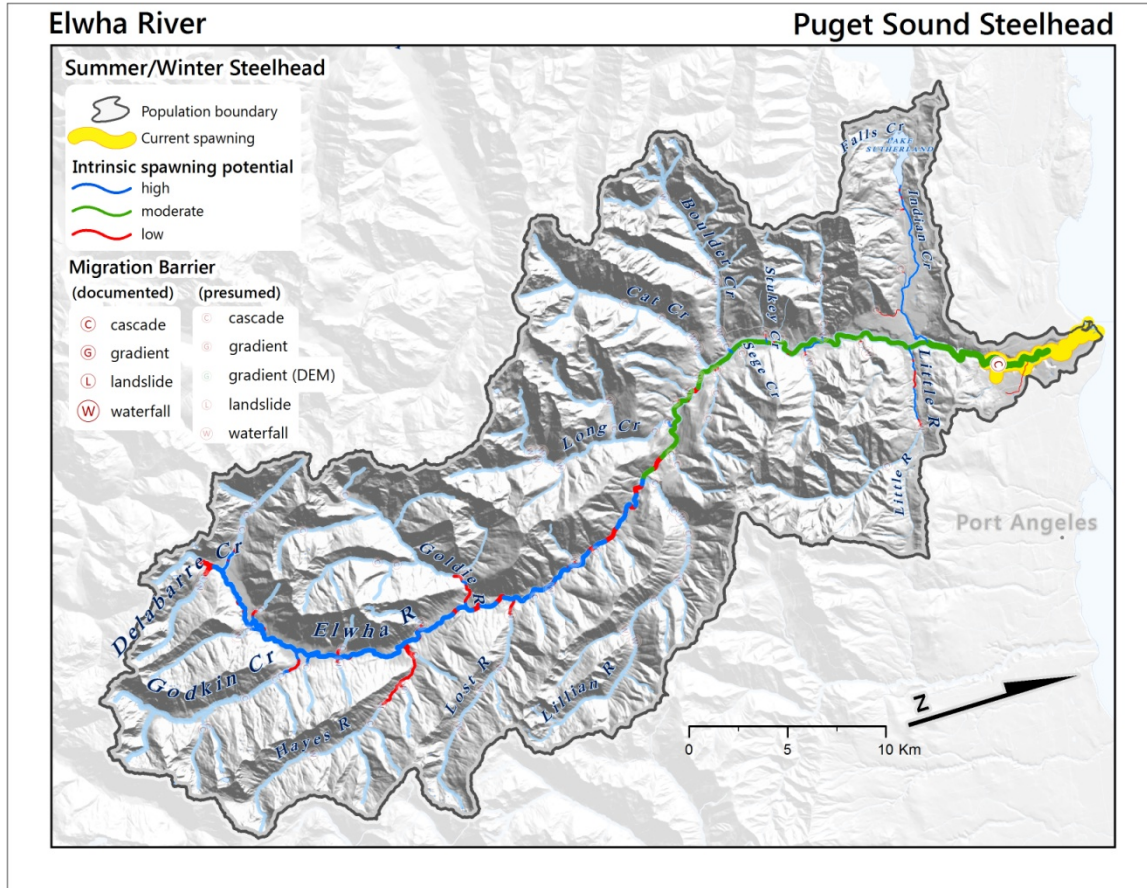 Elwha River
Puget Sound Steelhead
Summer/Winter Steelhead
Population boundary
Current spawning
Intrinsic spawning potential
high
moderate
low
Migration Barrier
(documented)
(presumed)
C cascade
G gradient
L landslide
W waterfall
C cascade
G gradient
gradient (DEM)
L landslide
W waterfall
Falls Cr
LAKE
SUTHERLAND
Indian Cr
Boulder Cr
Stukey Cr
Cat Cr
Sege Cr
Little R
C
Long Cr
Little R
Port Angeles
Goldie R
Delabarre Cr
Elwha R
Godkin Cr
Lost R
Lillian R
Hayes R
N
0 5 10 Km